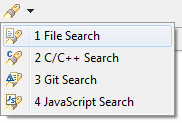 1 File Search
2 C/C++ Search
3 Git Search
4 JavaScript Search